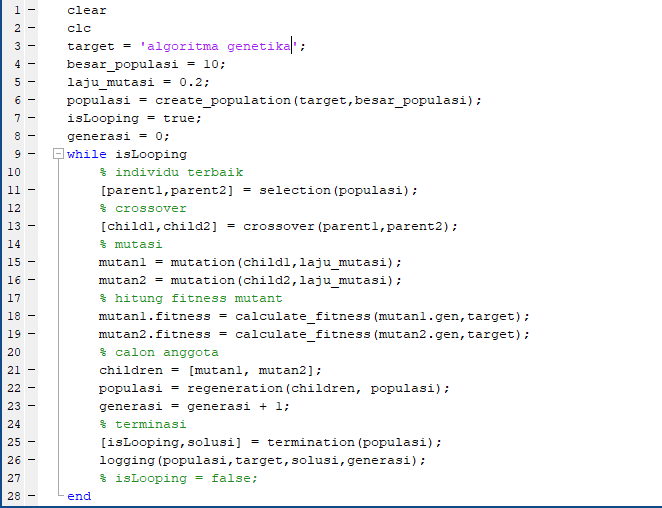 1 clear
2 clc
3 target = 'algoritma genetika';
4 besar_populasi = 10;
5 laju_mutasi = 0.2;
6 populasi = create_population(target,besar_populasi);
7 isLooping = true;
8 generasi = 0;
9 while isLooping
10 % individu terbaik
11 [parent1,parent2] = selection(populasi);
12 % crossover
13 [child1,child2] = crossover(parent1,parent2);
14 % mutasi
15 mutan1 = mutation(child1,laju_mutasi);
16 mutan2 = mutation(child2,laju_mutasi);
17 % hitung fitness mutant
18 mutan1.fitness = calculate_fitness(mutan1.gen,target);
19 mutan2.fitness = calculate_fitness(mutan2.gen,target);
20 % calon anggota
21 children = [mutan1, mutan2];
22 populasi = regeneration(children, populasi);
23 generasi = generasi + 1;
24 % terminasi
25 [isLooping,solusi] = termination(populasi);
26 logging(populasi,target,solusi,generasi);
27 % isLooping = false;
28 end